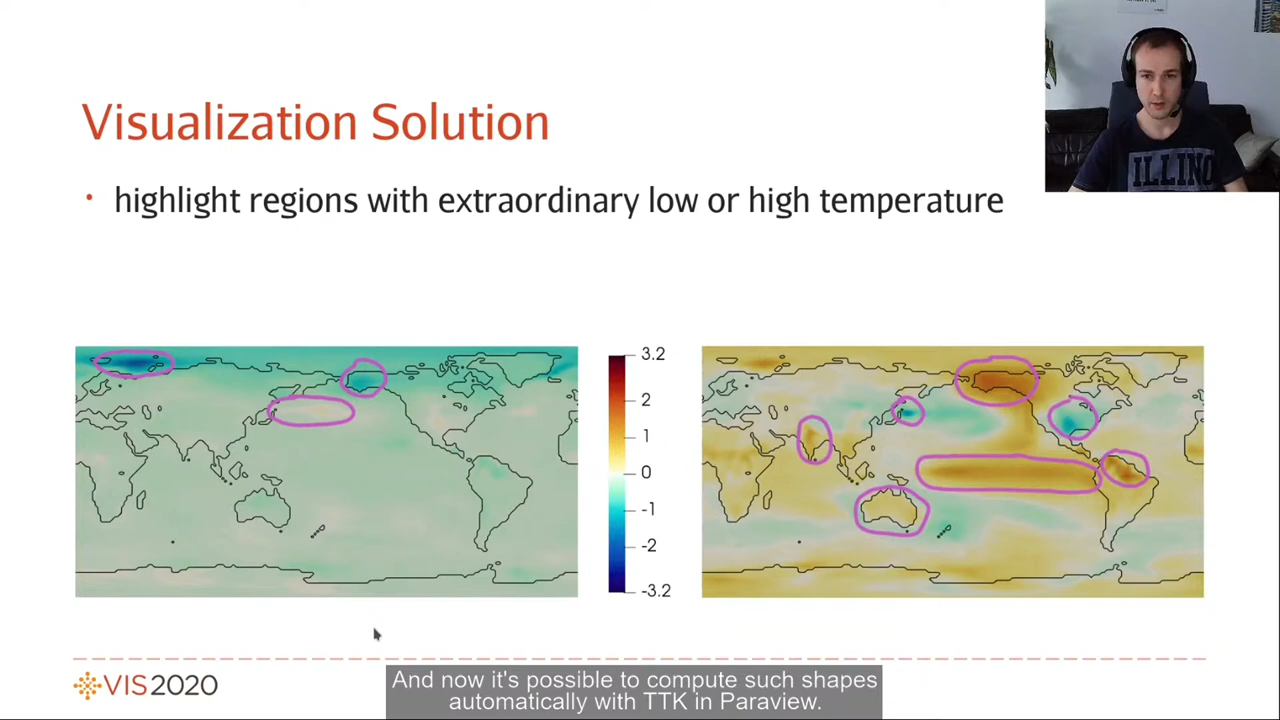 Visualization Solution
• highlight regions with extraordinary low or high temperature
ILLINO
3.2
2
1
0
-1
-2
-3.2
VIS2020
And now it's possible to compute such shapes
automatically with TTK in Paraview.